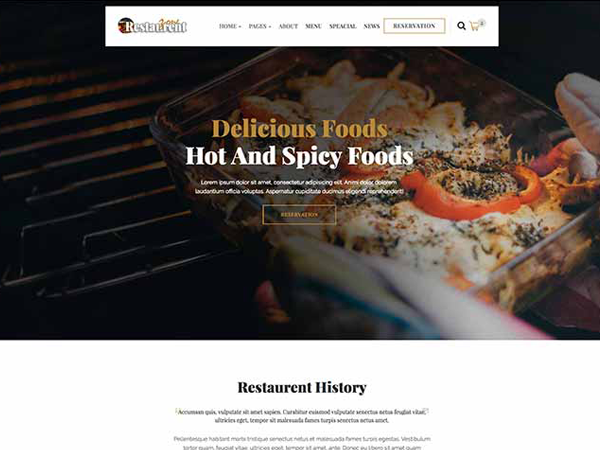 Restaurent
HOME PAGES ABOUT MENU SPEACIAL NEWS RESERVATION
0
Delicious Foods
Hot And Spicy Foods
Lorem ipsum dolor sit amet, consectetur adipisicing elit. Animi dolor dolorem
laudantium officia voluptas. Aspernatur cupiditate ducimus eligendi reprehenderit!
RESERVATION
Restaurent History
Accumsan quis, vulputate sit amet sapien. Curabitur euismod vulputate senectus netus feugiat vitae,
ultricies eget, tempor sit amet, ante. malesuada fames turpis senectus netus amet.
Pellentesque habitant morbi tristique senectus netus et malesuada fames turpis egestas. Vestibulum
tortor quam, feugiat vitae, ultricies eget, tempor sit amet, ante. Donec eu libero sit amet quam